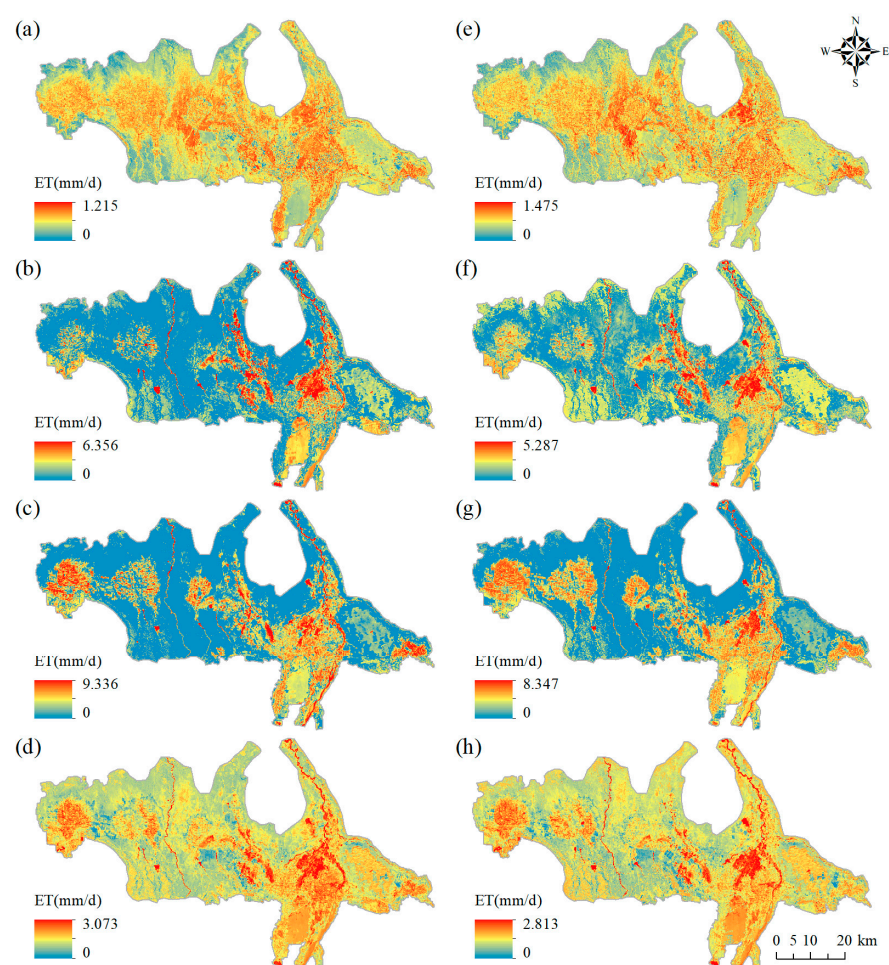 (a)
ET(mm/d)
1.215
0
(e)
ET(mm/d)
1.475
0
N
W E
S
(b)
ET(mm/d)
6.356
0
(f)
ET(mm/d)
5.287
0
(c)
ET(mm/d)
9.336
0
(g)
ET(mm/d)
8.347
0
(d)
ET(mm/d)
3.073
0
(h)
ET(mm/d)
2.813
0
0 5 10 20 km